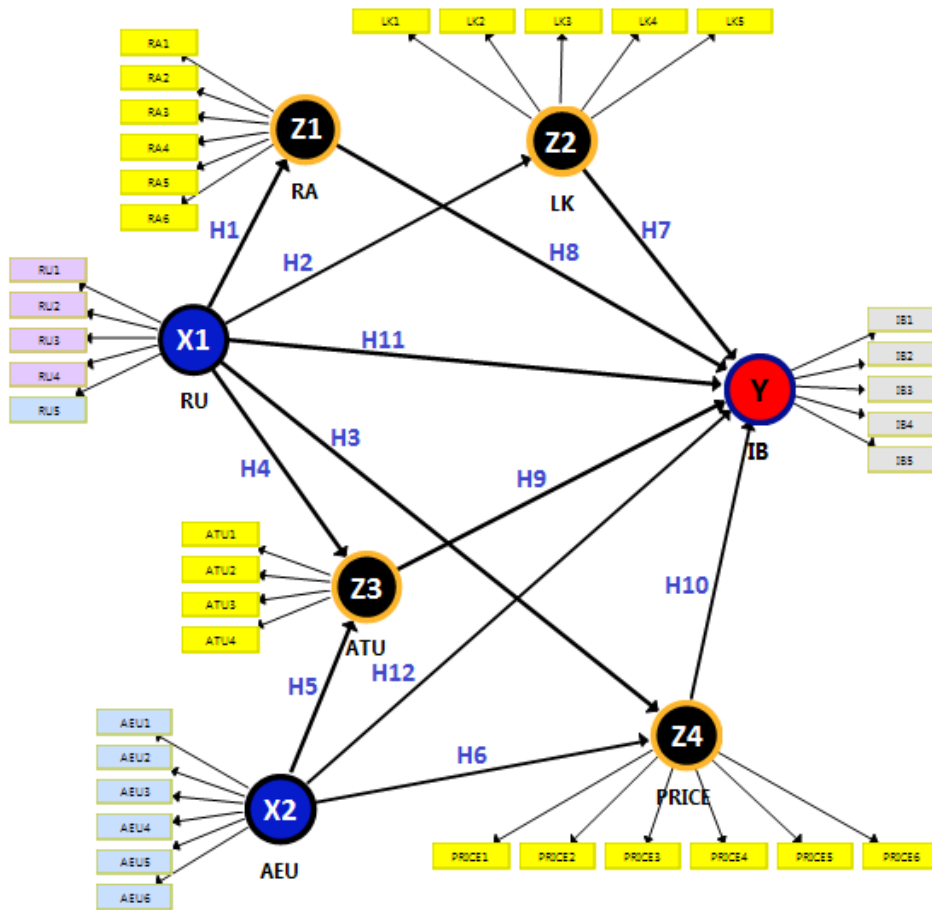 LK1 LK2 LK3 LK4 LK5
RA1
RA2
RA3
RA4
RA5
RA6
Z1
RA
Z2
LK
H1
H2
H8
H7
RU1
RU2
RU3
RU4
RU5
X1
RU
H11
H3
H4
IB1
IB2
IB3
IB4
IB5
Y
IB
H9
ATU1
ATU2
ATU3
ATU4
Z3
ATU
H10
H5
H12
AEU1
AEU2
AEU3
AEU4
AEU5
AEU6
X2
AEU
H6
Z4
PRICE
PRICE1 PRICE2 PRICE3 PRICE4 PRICE5 PRICE6